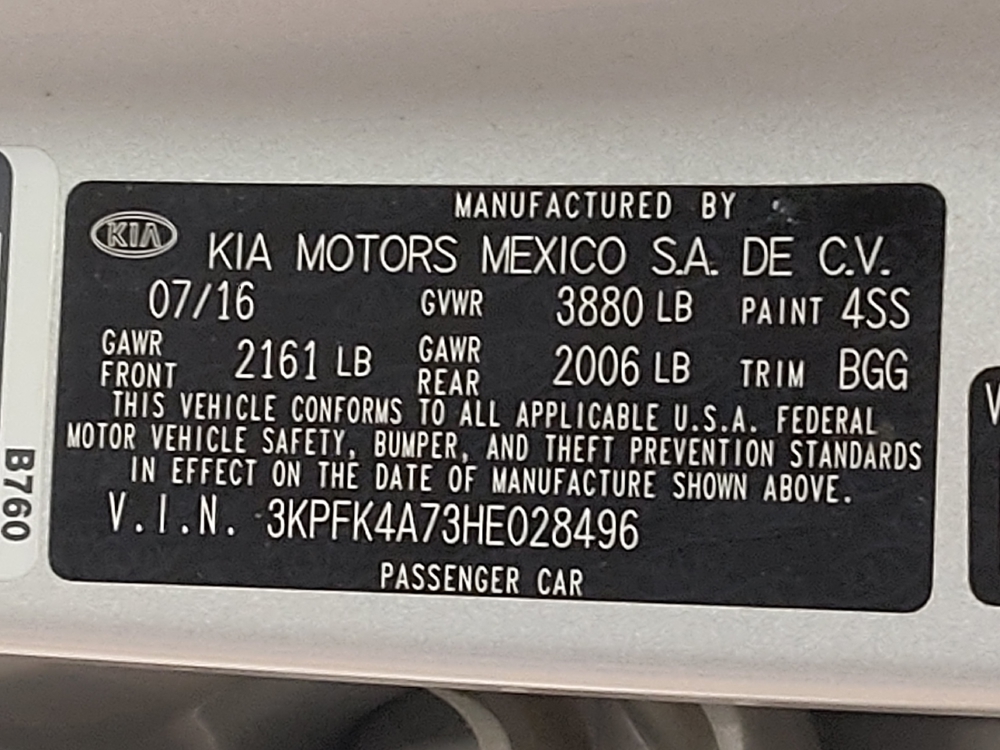 MANUFACTURED BY
KIA KIA MOTORS MEXICO S.A. DE C.V.
07/16 GVWR 3880 LB PAINT 4SS
GAWR FRONT 2161 LB GAWR REAR 2006 LB TRIM BGG
THIS VEHICLE CONFORMS TO ALL APPLICABLE U.S.A. FEDERAL
MOTOR VEHICLE SAFETY, BUMPER, AND THEFT PREVENTION STANDARDS
IN EFFECT ON THE DATE OF MANUFACTURE SHOWN ABOVE.
V.I.N. 3KPFK4A73HE028496
PASSENGER CAR
B760
V